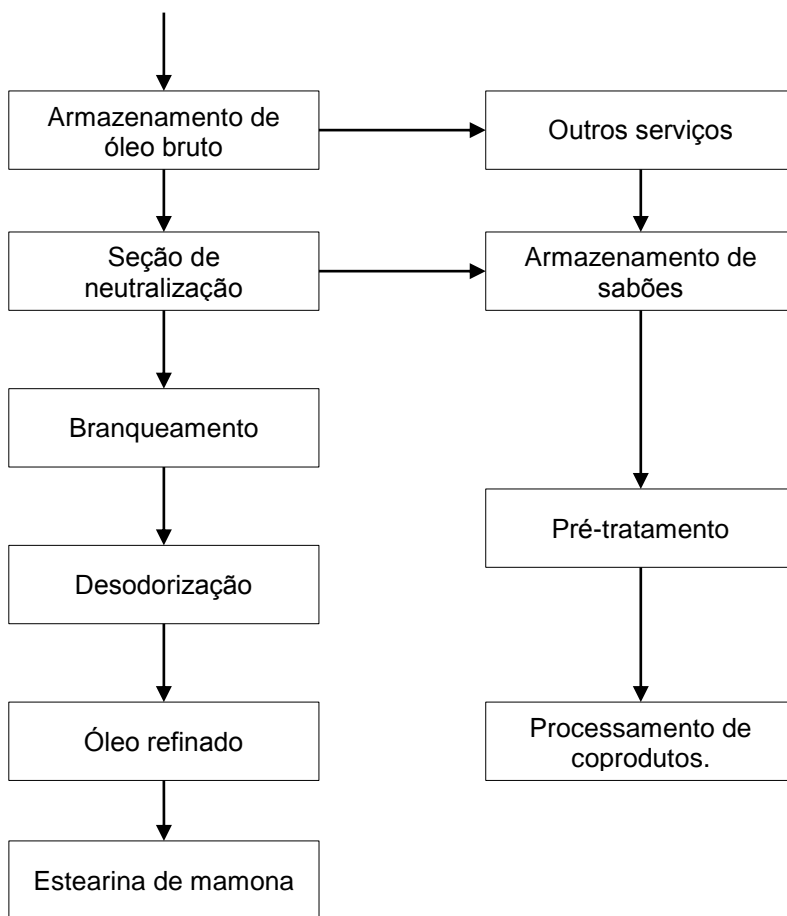 Armazenamento de
óleo bruto
Outros serviços
Seção de
neutralização
Armazenamento de
sabões
Branqueamento
Pré-tratamento
Desodorização
Óleo refinado
Processamento de
coprodutos.
Estearina de mamona